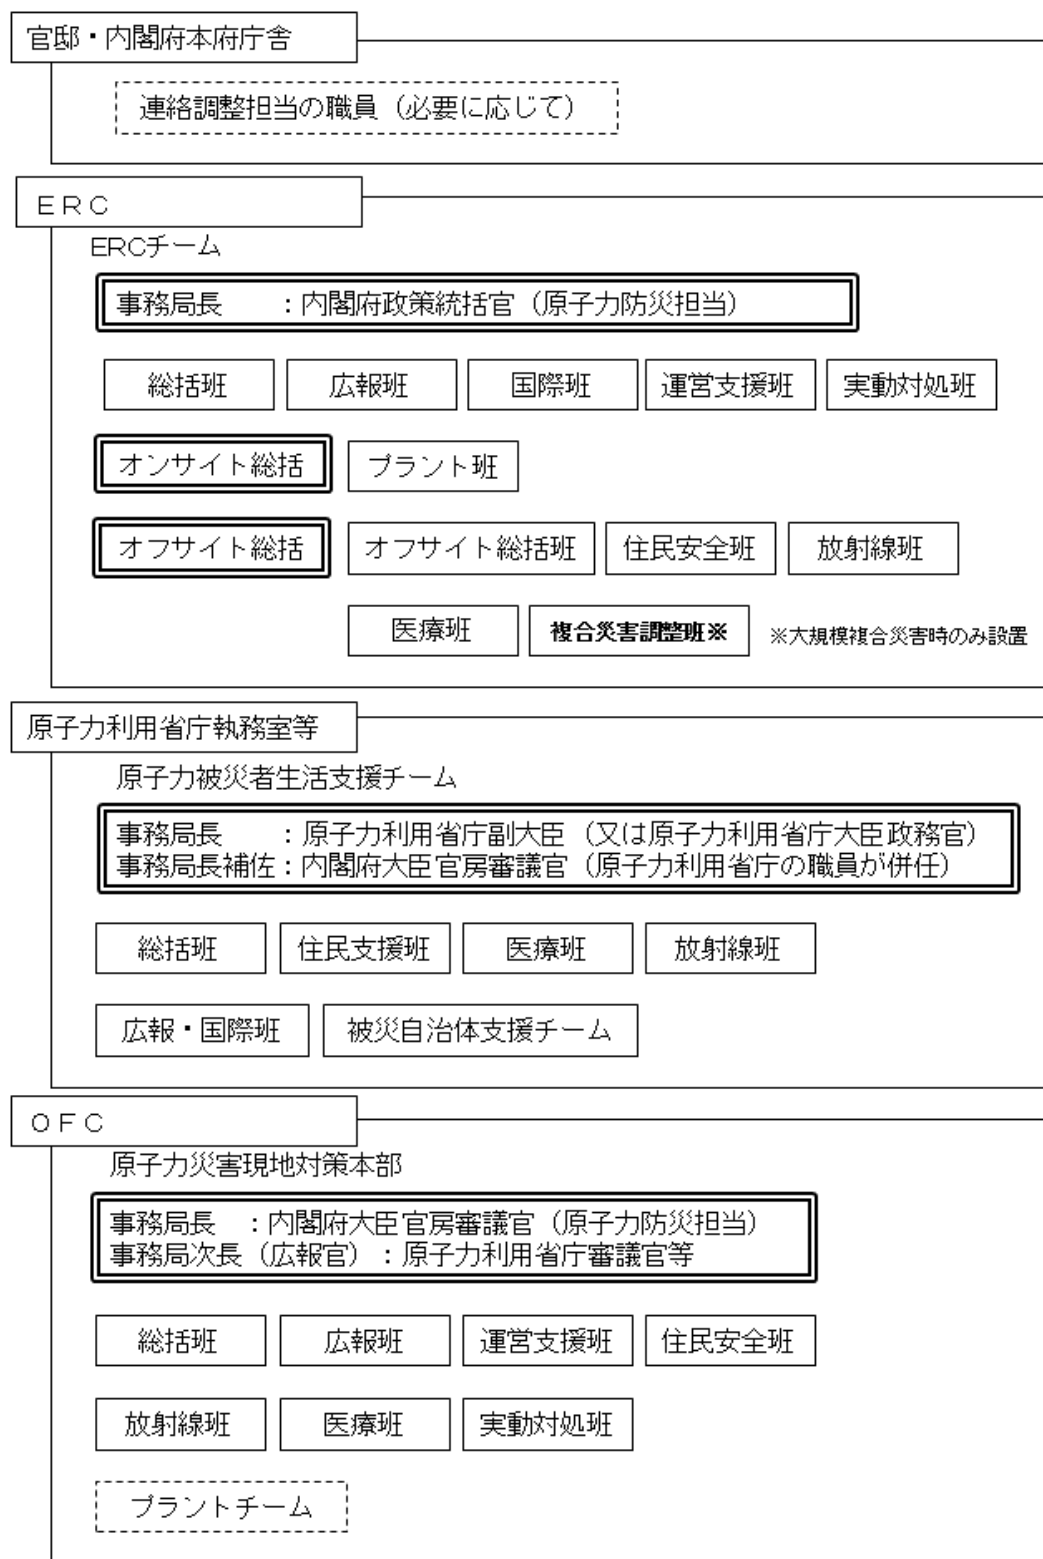 官邸・内閣府本府庁舎
連絡調整担当の職員（必要に応じて）
ＥＲＣ
ERCチーム
事務局長　　：内閣府政策統括官（原子力防災担当）
総括班　広報班　国際班　運営支援班　実動対処班
オンサイト総括　プラント班
オフサイト総括　オフサイト総括班　住民安全班　放射線班
医療班　複合災害調整班※　※大規模複合災害時のみ設置
原子力利用省庁執務室等
原子力被災者生活支援チーム
事務局長　　：原子力利用省庁副大臣（又は原子力利用省庁大臣政務官）
事務局長補佐：内閣府大臣官房審議官（原子力利用省庁の職員が併任）
総括班　住民支援班　医療班　放射線班
広報・国際班　被災自治体支援チーム
ＯＦＣ
原子力災害現地対策本部
事務局長　：内閣府大臣官房審議官（原子力防災担当）
事務局次長（広報官）：原子力利用省庁審議官等
総括班　広報班　運営支援班　住民安全班
放射線班　医療班　実動対処班
プラントチーム